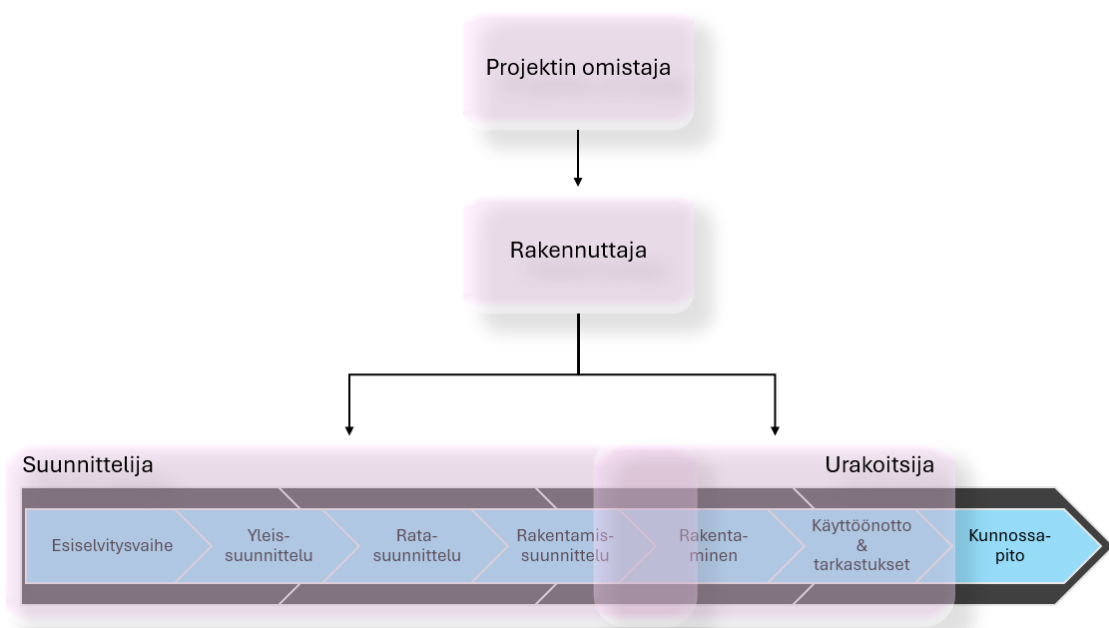 Projektin omistaja
Rakennuttaja
Suunnittelija
Urakoitsija
Esiselvitysvaihe
Yleis-
suunnittelu
Rata-
suunnittelu
Rakentamis-
suunnittelu
Rakenta-
minen
Käyttöönotto
&
tarkastukset
Kunnossa-
pito